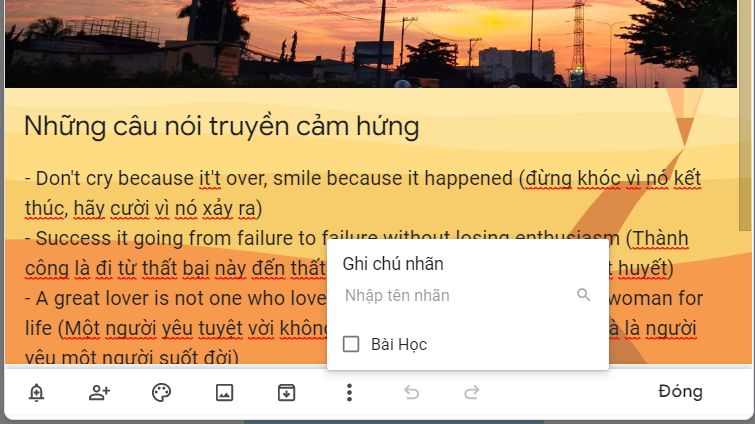 Những câu nói truyền cảm hứng
- Don't cry because it't over, smile because it happened (đừng khóc vì nó kết
thúc, hãy cười vì nó xảy ra)
- Success it going from failure to failure without losing enthusiasm (Thành
công là đi từ thất bại này đến thất t huyết)
- A great lover is not one who love woman for
life (Một người yêu tuyệt vời không là người
yêu một người suốt đời)
Ghi chú nhãn
Nhập tên nhãn
Bài Học
Đóng